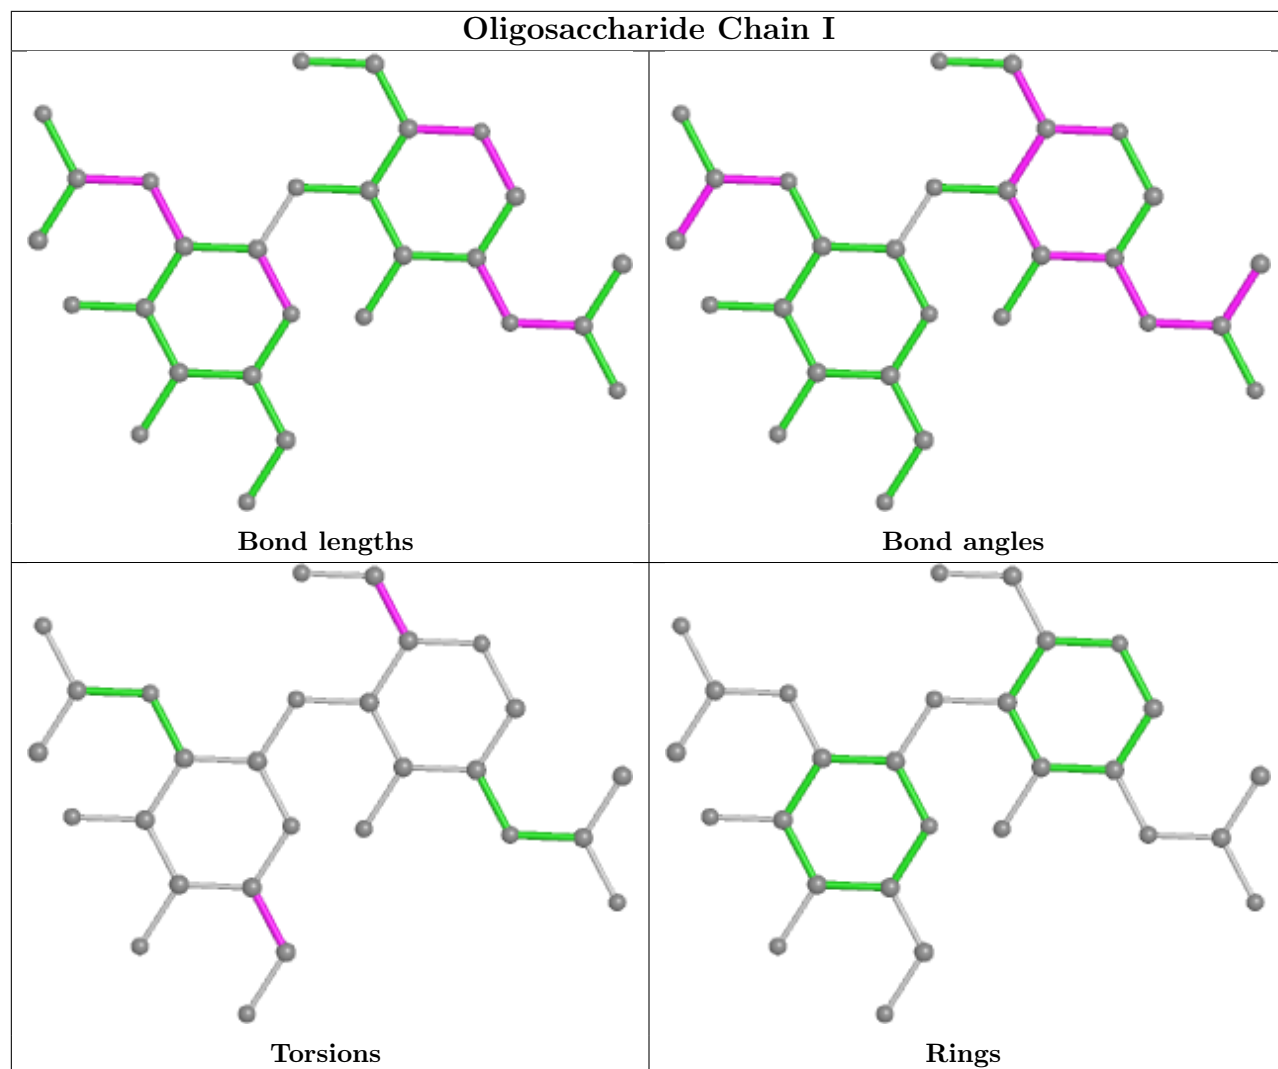 Oligosaccharide Chain I
Bond lengths
Bond angles
Torsions
Rings